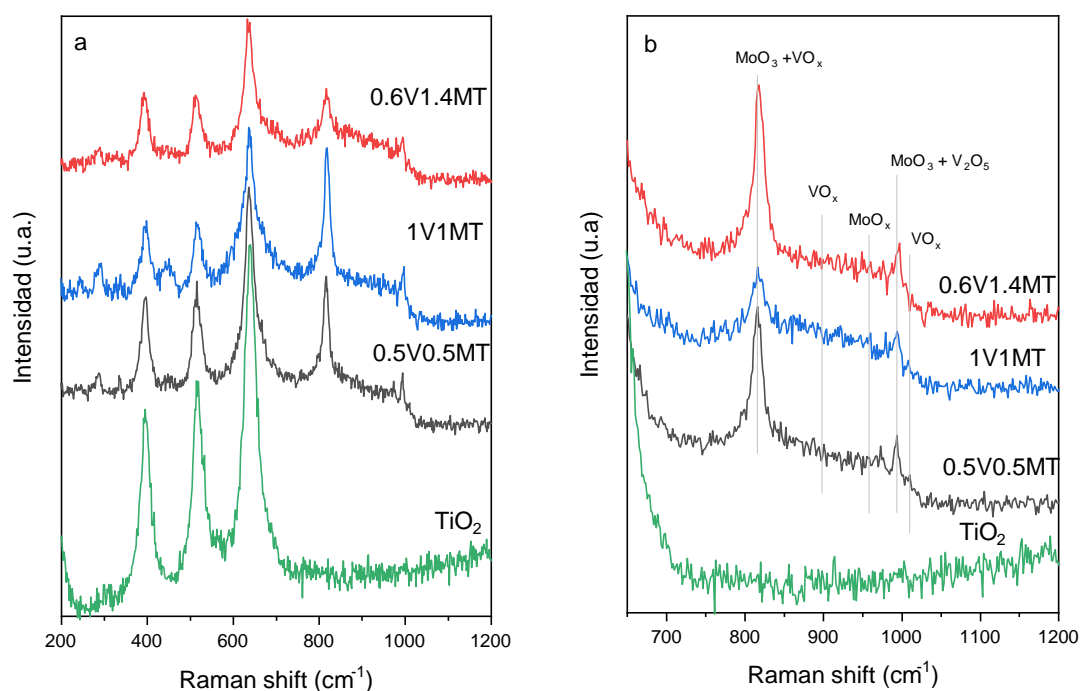 a
0.6V1.4MT
1V1MT
0.5V0.5MT
TiO₂
Intensidad (u.a.)
200 400 600 800 1000 1200
Raman shift (cm⁻¹)
b
MoO₃ +VOₓ
MoO₃ + V₂O₅
VOₓ
MoOₓ
VOₓ
0.6V1.4MT
1V1MT
0.5V0.5MT
TiO₂
Intensidad (u.a)
700 800 900 1000 1100 1200
Raman shift (cm⁻¹)